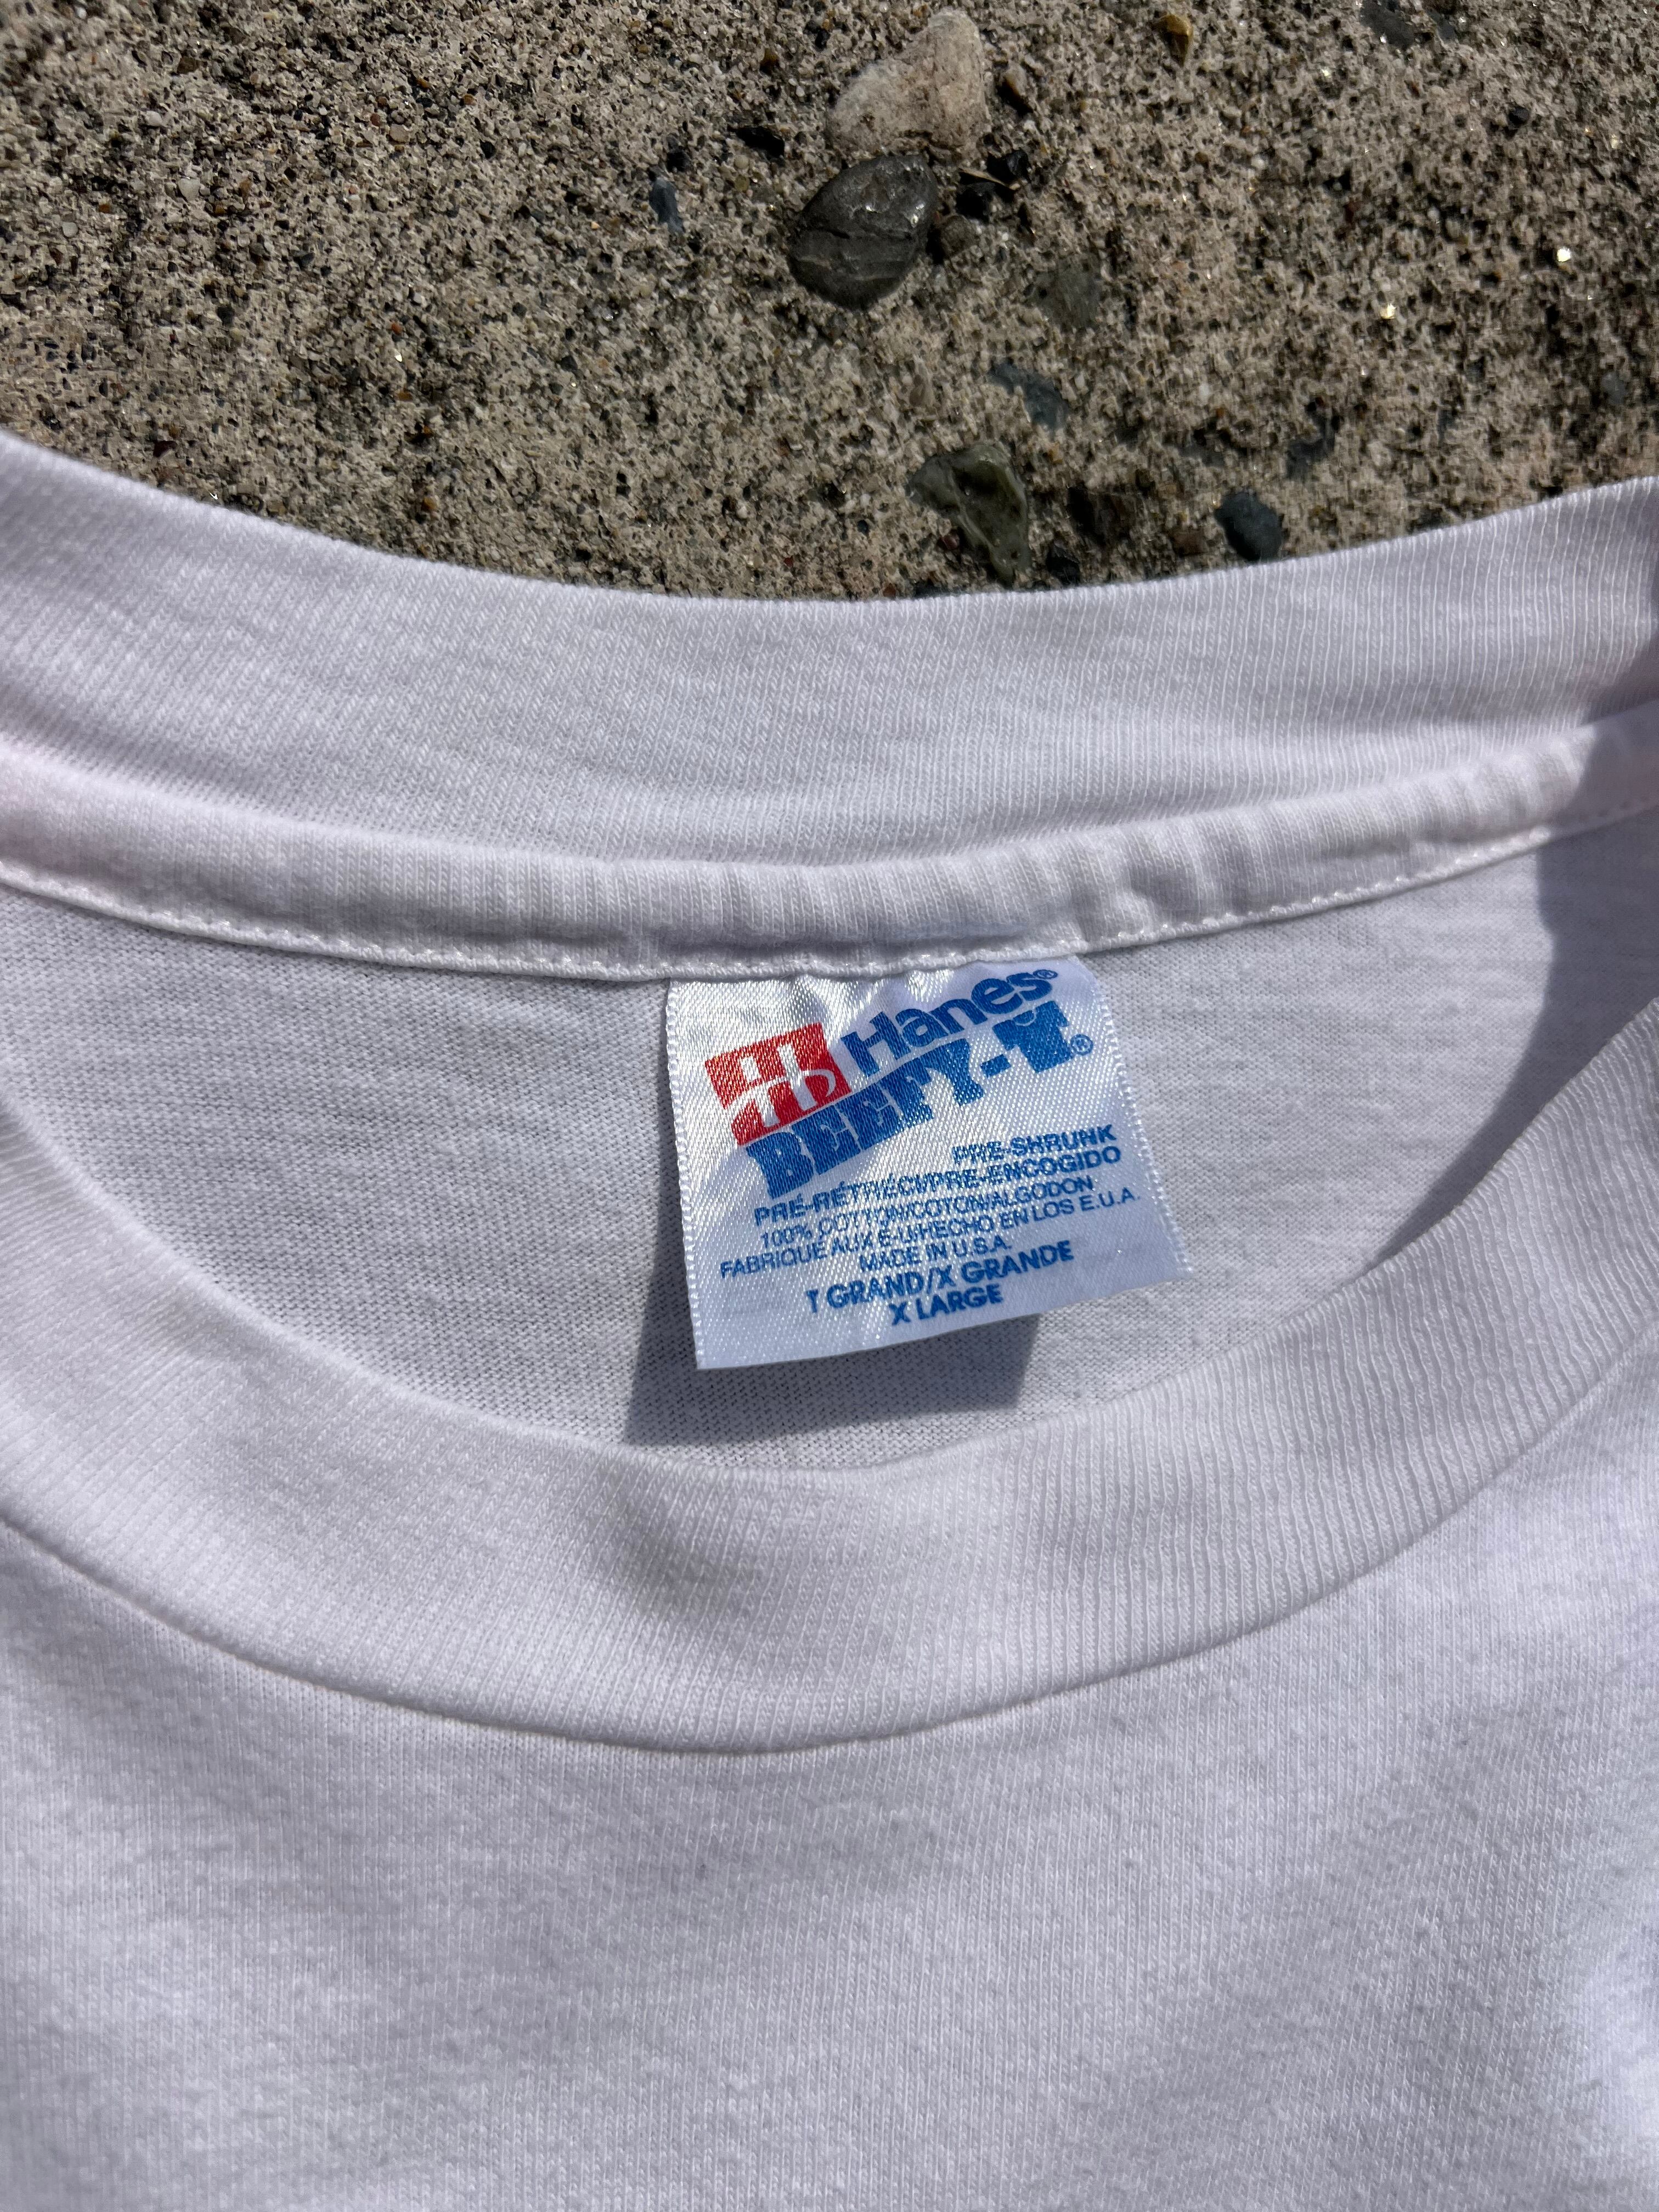 Hanes®
BEEFY-T®
PRE-SHRUNK
PRÉ-RÉTRÉCI/PRE-ENCOGIDO
100% COTTON/COTON/ALGODON
FABRIQUÉ AUX É-U/HECHO EN LOS E.U.A.
MADE IN U.S.A.
T GRAND/X GRANDE
X LARGE